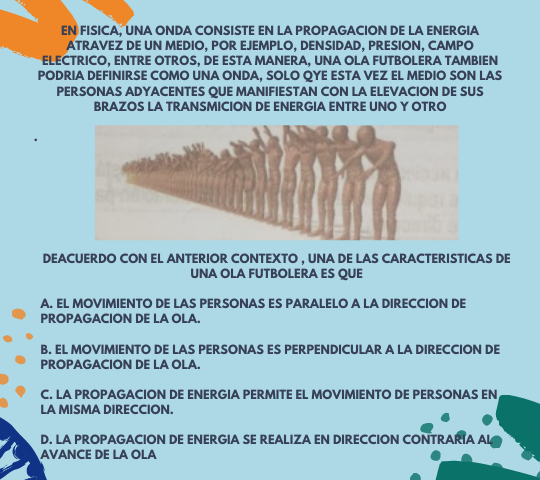 EN FISICA, UNA ONDA CONSISTE EN LA PROPAGACION DE LA ENERGIA
ATRAVEZ DE UN MEDIO, POR EJEMPLO, DENSIDAD, PRESION, CAMPO
ELECTRICO, ENTRE OTROS, DE ESTA MANERA, UNA OLA FUTBOLERA TAMBIEN
PODRIA DEFINIRSE COMO UNA ONDA, SOLO QYE ESTA VEZ EL MEDIO SON LAS
PERSONAS ADYACENTES QUE MANIFIESTAN CON LA ELEVACION DE SUS
BRAZOS LA TRANSMICION DE ENERGIA ENTRE UNO Y OTRO
.
DEACUERDO CON EL ANTERIOR CONTEXTO , UNA DE LAS CARACTERISTICAS DE
UNA OLA FUTBOLERA ES QUE
A. EL MOVIMIENTO DE LAS PERSONAS ES PARALELO A LA DIRECCION DE
PROPAGACION DE LA OLA.
B. EL MOVIMIENTO DE LAS PERSONAS ES PERPENDICULAR A LA DIRECCION DE
PROPAGACION DE LA OLA.
C. LA PROPAGACION DE ENERGIA PERMITE EL MOVIMIENTO DE PERSONAS EN
LA MISMA DIRECCION.
D. LA PROPAGACION DE ENERGIA SE REALIZA EN DIRECCION CONTRARIA AL
AVANCE DE LA OLA